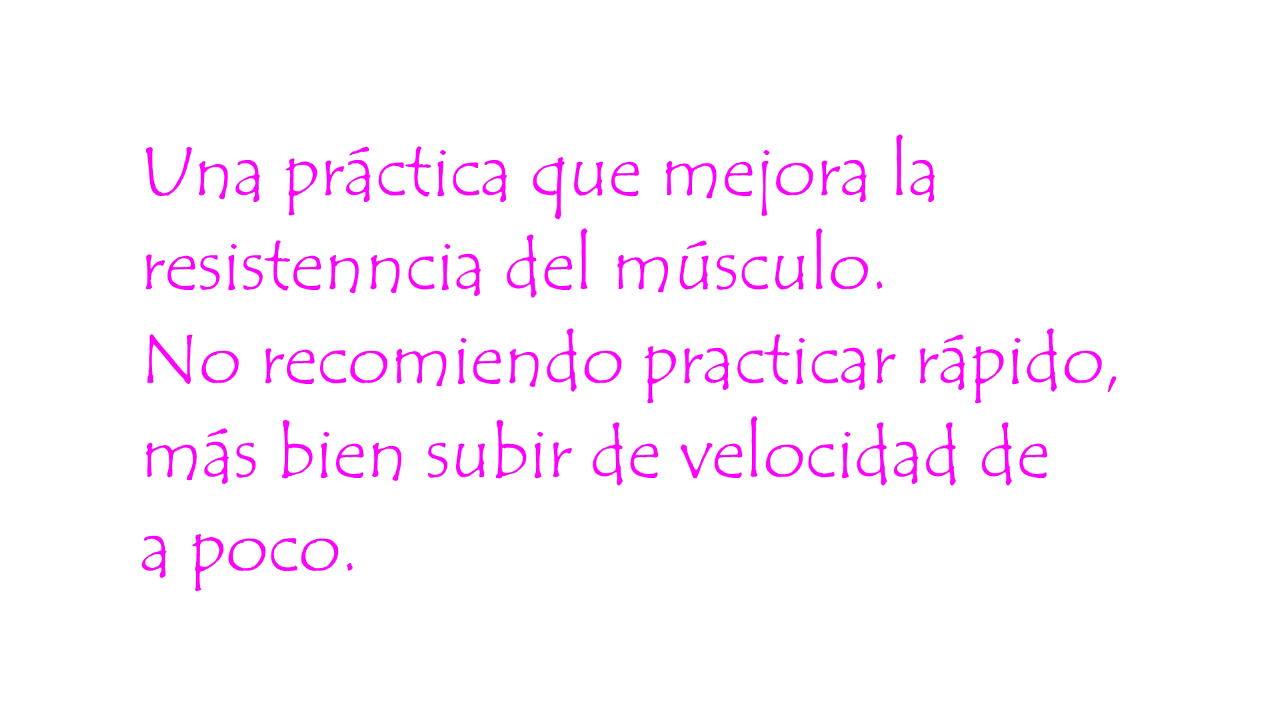 Una práctica que mejora la
resistenncia del músculo.
No recomiendo practicar rápido,
más bien subir de velocidad de
a poco.